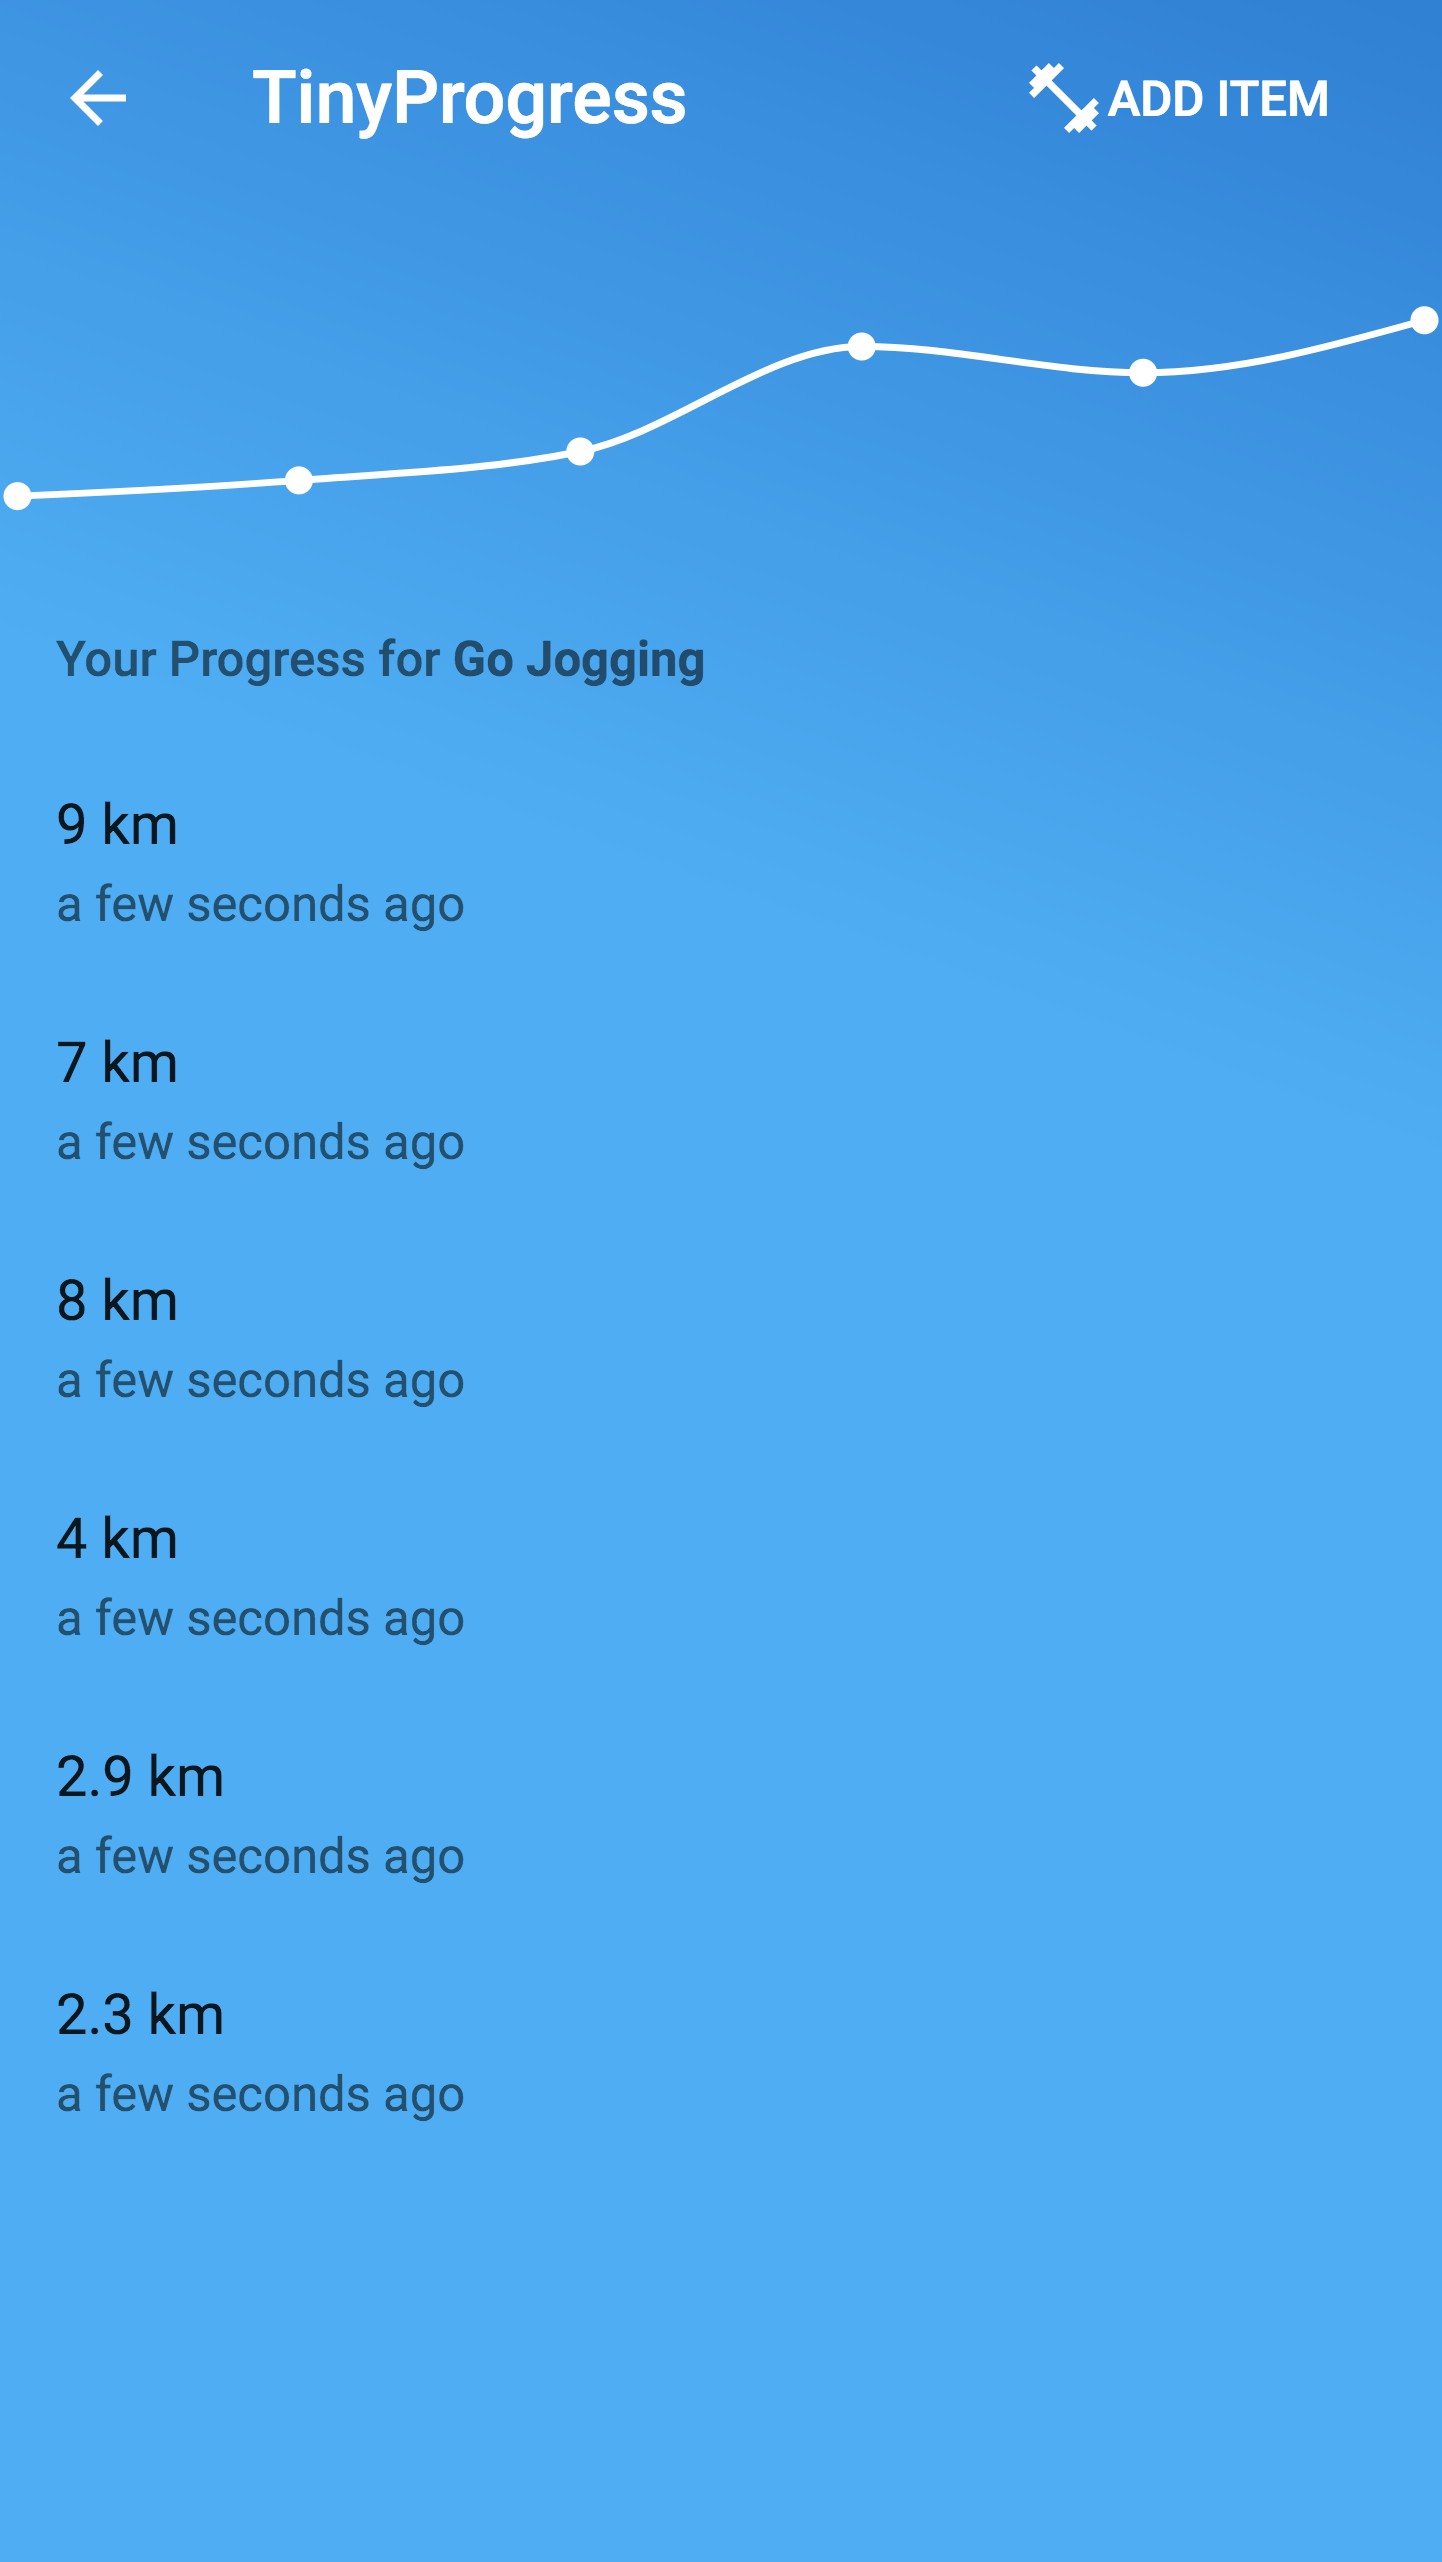 TinyProgress
ADD ITEM
Your Progress for Go Jogging
9 km
a few seconds ago
7 km
a few seconds ago
8 km
a few seconds ago
4 km
a few seconds ago
2.9 km
a few seconds ago
2.3 km
a few seconds ago